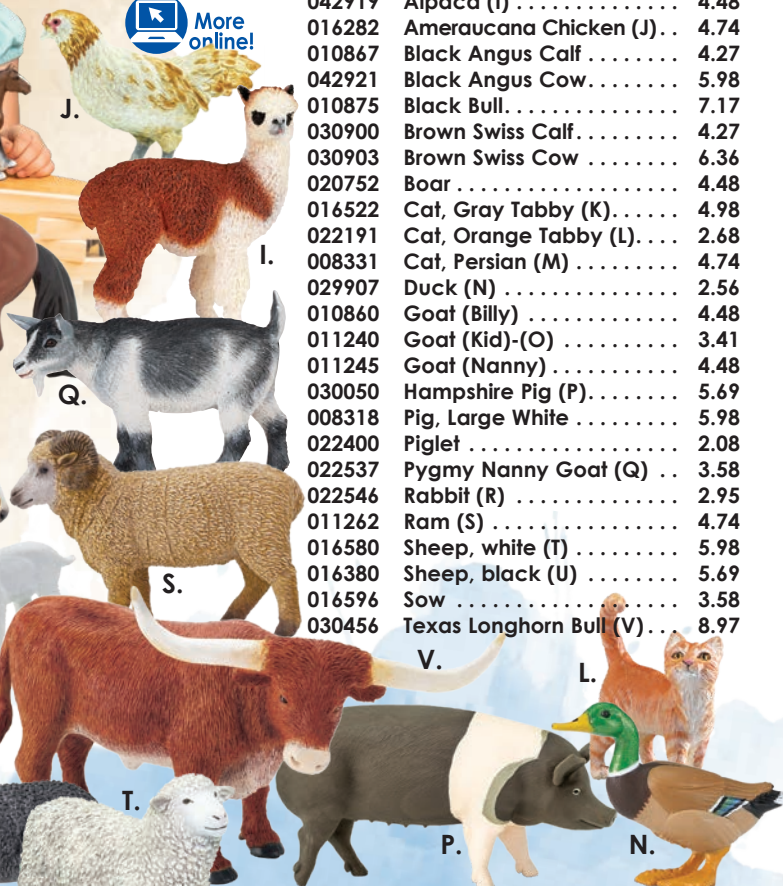 More
online!
042919 Alpaca (I) . . . . . . . . . . . . . . 4.48
016282 Ameraucana Chicken (J) . . 4.74
010867 Black Angus Calf . . . . . . . . 4.27
042921 Black Angus Cow. . . . . . . . . 5.98
010875 Black Bull. . . . . . . . . . . . . . . 7.17
030900 Brown Swiss Calf. . . . . . . . . 4.27
030903 Brown Swiss Cow . . . . . . . . 6.36
020752 Boar . . . . . . . . . . . . . . . . . . . 4.48
016522 Cat, Gray Tabby (K). . . . . . 4.98
022191 Cat, Orange Tabby (L). . . . 2.68
008331 Cat, Persian (M) . . . . . . . . . 4.74
029907 Duck (N) . . . . . . . . . . . . . . . 2.56
010860 Goat (Billy) . . . . . . . . . . . . . 4.48
011240 Goat (Kid)-(O) . . . . . . . . . . 3.41
011245 Goat (Nanny) . . . . . . . . . . . 4.48
030050 Hampshire Pig (P). . . . . . . . 5.69
008318 Pig, Large White . . . . . . . . . 5.98
022400 Piglet . . . . . . . . . . . . . . . . . 2.08
022537 Pygmy Nanny Goat (Q) . . 3.58
022546 Rabbit (R) . . . . . . . . . . . . . . 2.95
011262 Ram (S) . . . . . . . . . . . . . . . . 4.74
016580 Sheep, white (T) . . . . . . . . . 5.98
016380 Sheep, black (U) . . . . . . . . 5.69
016596 Sow . . . . . . . . . . . . . . . . . . . 3.58
030456 Texas Longhorn Bull (V) . . . 8.97
J.
I.
Q.
S.
V.
L.
T.
P.
N.